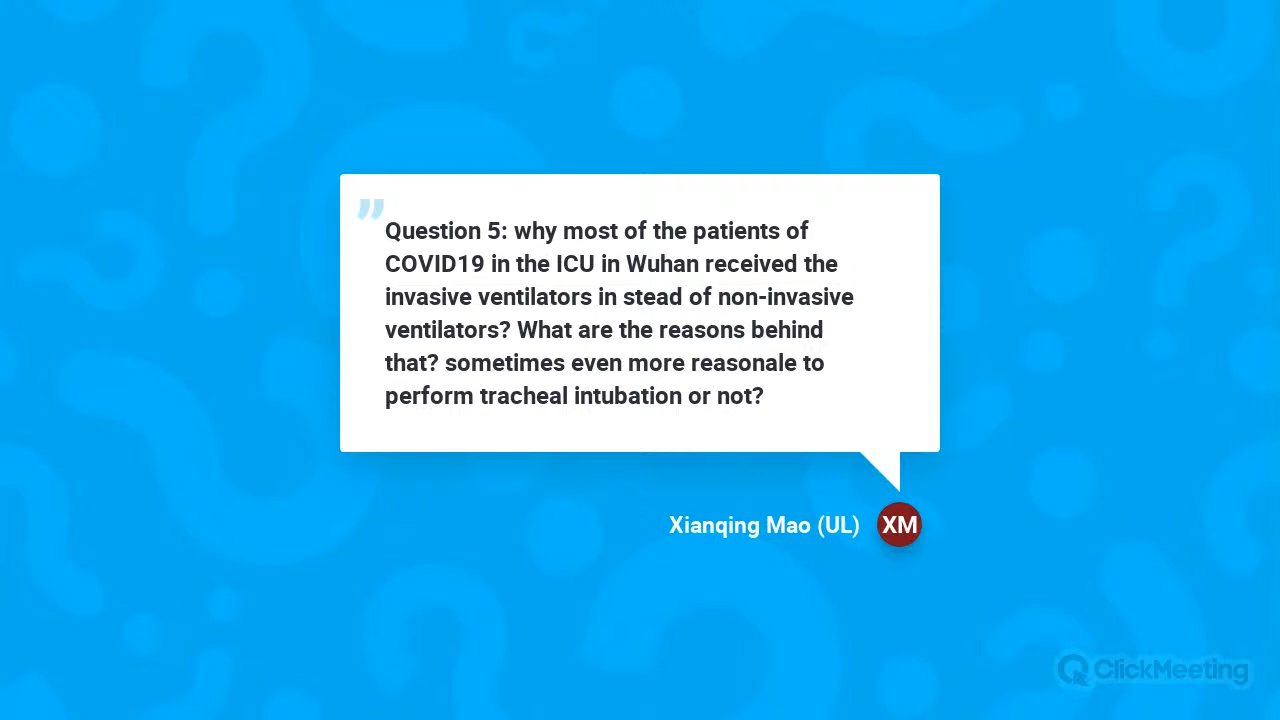 ”
Question 5: why most of the patients of
COVID19 in the ICU in Wuhan received the
invasive ventilators in stead of non-invasive
ventilators? What are the reasons behind
that? sometimes even more reasonale to
perform tracheal intubation or not?
Xianqing Mao (UL) XM
ClickMeeting